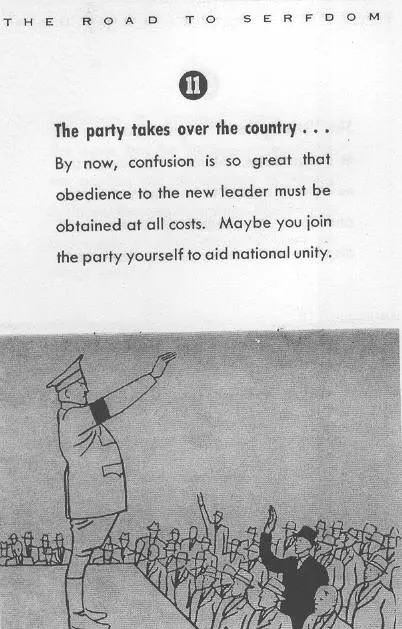 THE ROAD TO SERFDOM
11
The party takes over the country . . .
By now, confusion is so great that
obedience to the new leader must be
obtained at all costs. Maybe you join
the party yourself to aid national unity.